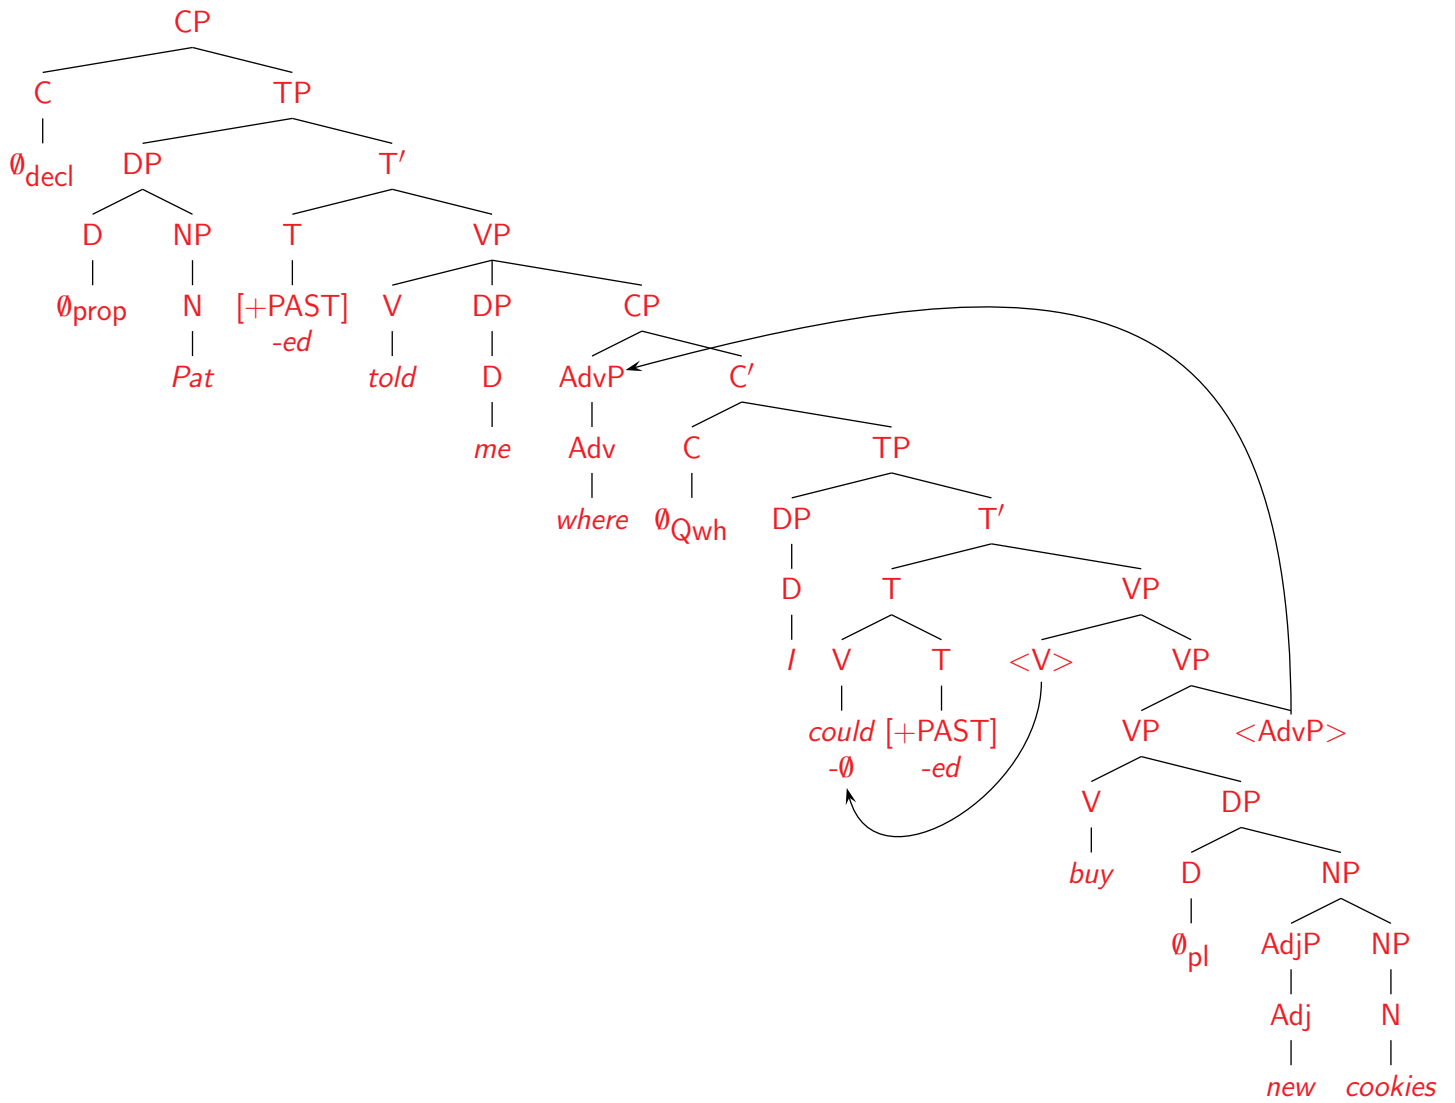 CP
C TP
∅decl DP T′
D NP T VP
∅prop N [+PAST] V DP CP
-ed
Pat told D AdvP C′
me Adv C TP
where ∅Qwh DP T′
D T VP
I V T <V> VP
could [+PAST] VP <AdvP>
-∅ -ed
V DP
buy D NP
∅pl AdjP NP
Adj N
new cookies